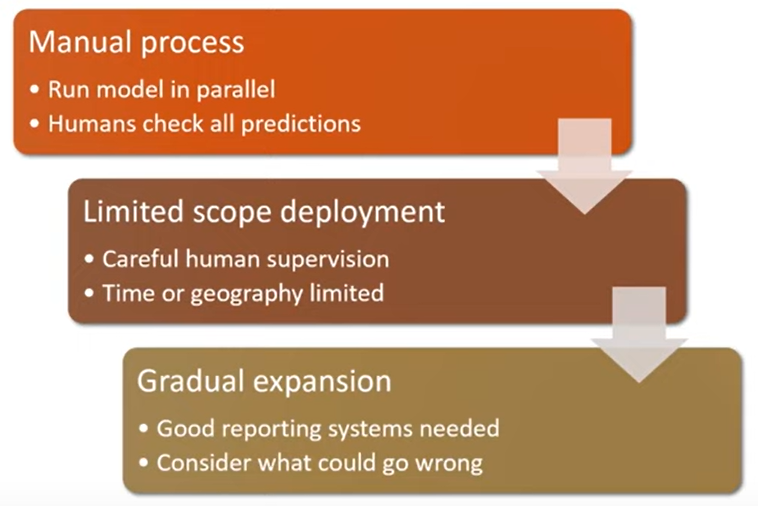 Manual process
• Run model in parallel
• Humans check all predictions
Limited scope deployment
• Careful human supervision
• Time or geography limited
Gradual expansion
• Good reporting systems needed
• Consider what could go wrong